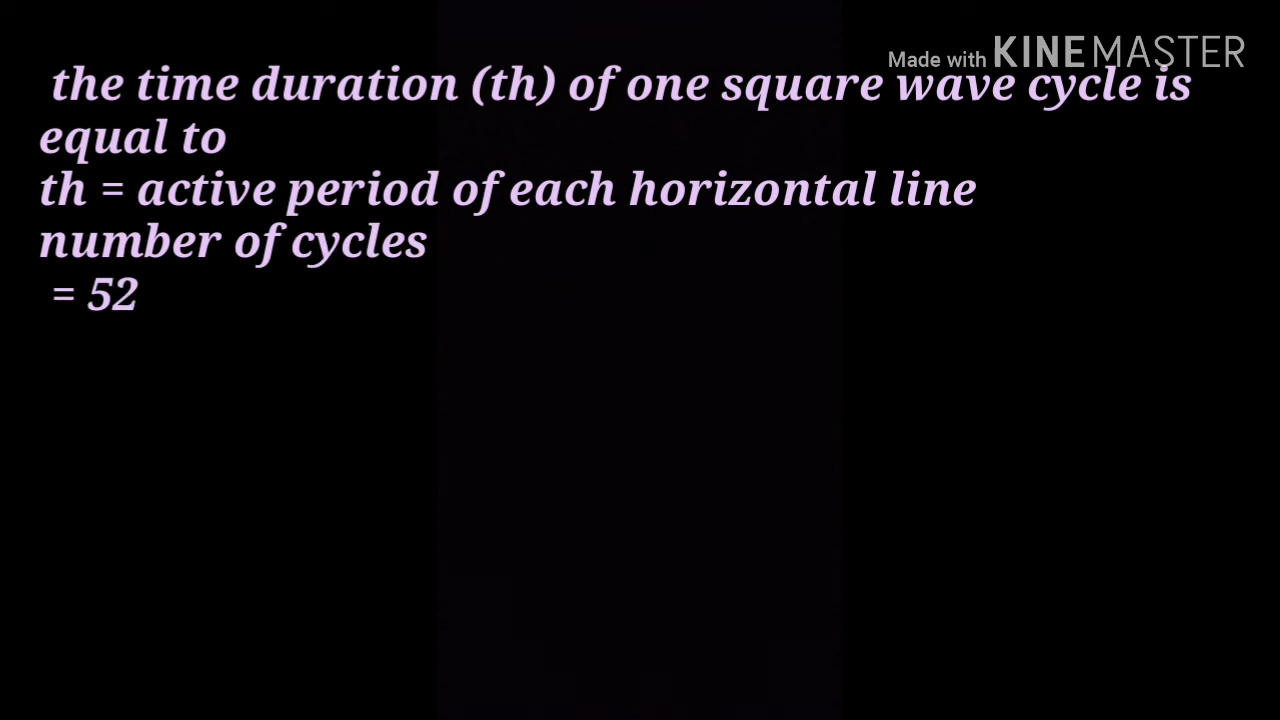 Made with KINEMASTER
the time duration (th) of one square wave cycle is
equal to
th = active period of each horizontal line
number of cycles
= 52